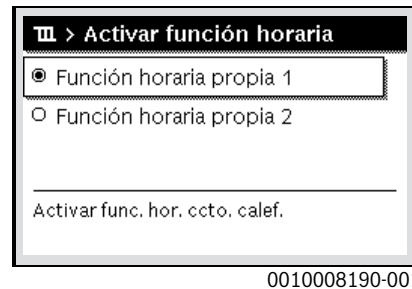 > Activar función horaria
Función horaria propia 1
Función horaria propia 2
Activar func. hor. ccto. calef.
0010008190-00